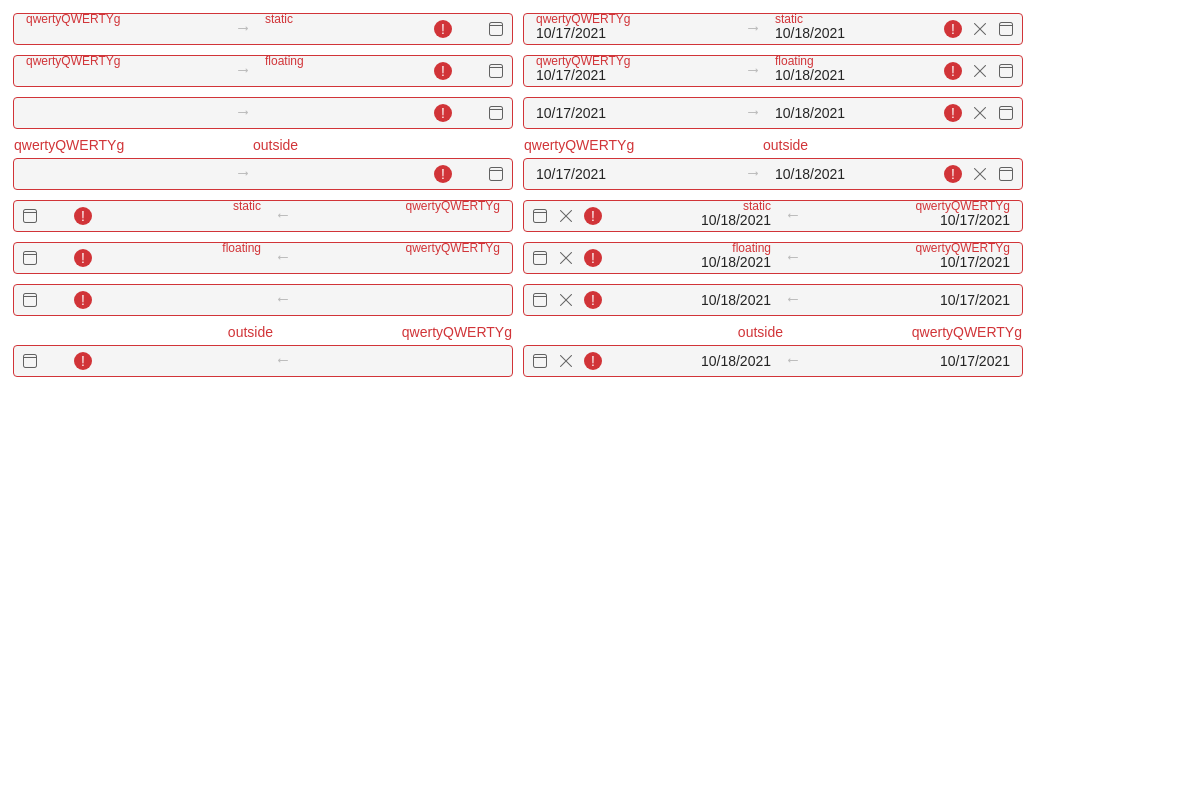 qwertyQWERTYg static qwertyQWERTYg static
→ ! 10/17/2021 → 10/18/2021 !
qwertyQWERTYg floating qwertyQWERTYg floating
→ ! 10/17/2021 → 10/18/2021 !
→ ! 10/17/2021 → 10/18/2021 !
qwertyQWERTYg outside qwertyQWERTYg outside
→ ! 10/17/2021 → 10/18/2021 !
static qwertyQWERTYg static qwertyQWERTYg
! ← ! 10/18/2021 ← 10/17/2021
floating qwertyQWERTYg floating qwertyQWERTYg
! ← ! 10/18/2021 ← 10/17/2021
! ← ! 10/18/2021 ← 10/17/2021
outside qwertyQWERTYg outside qwertyQWERTYg
! ← ! 10/18/2021 ← 10/17/2021